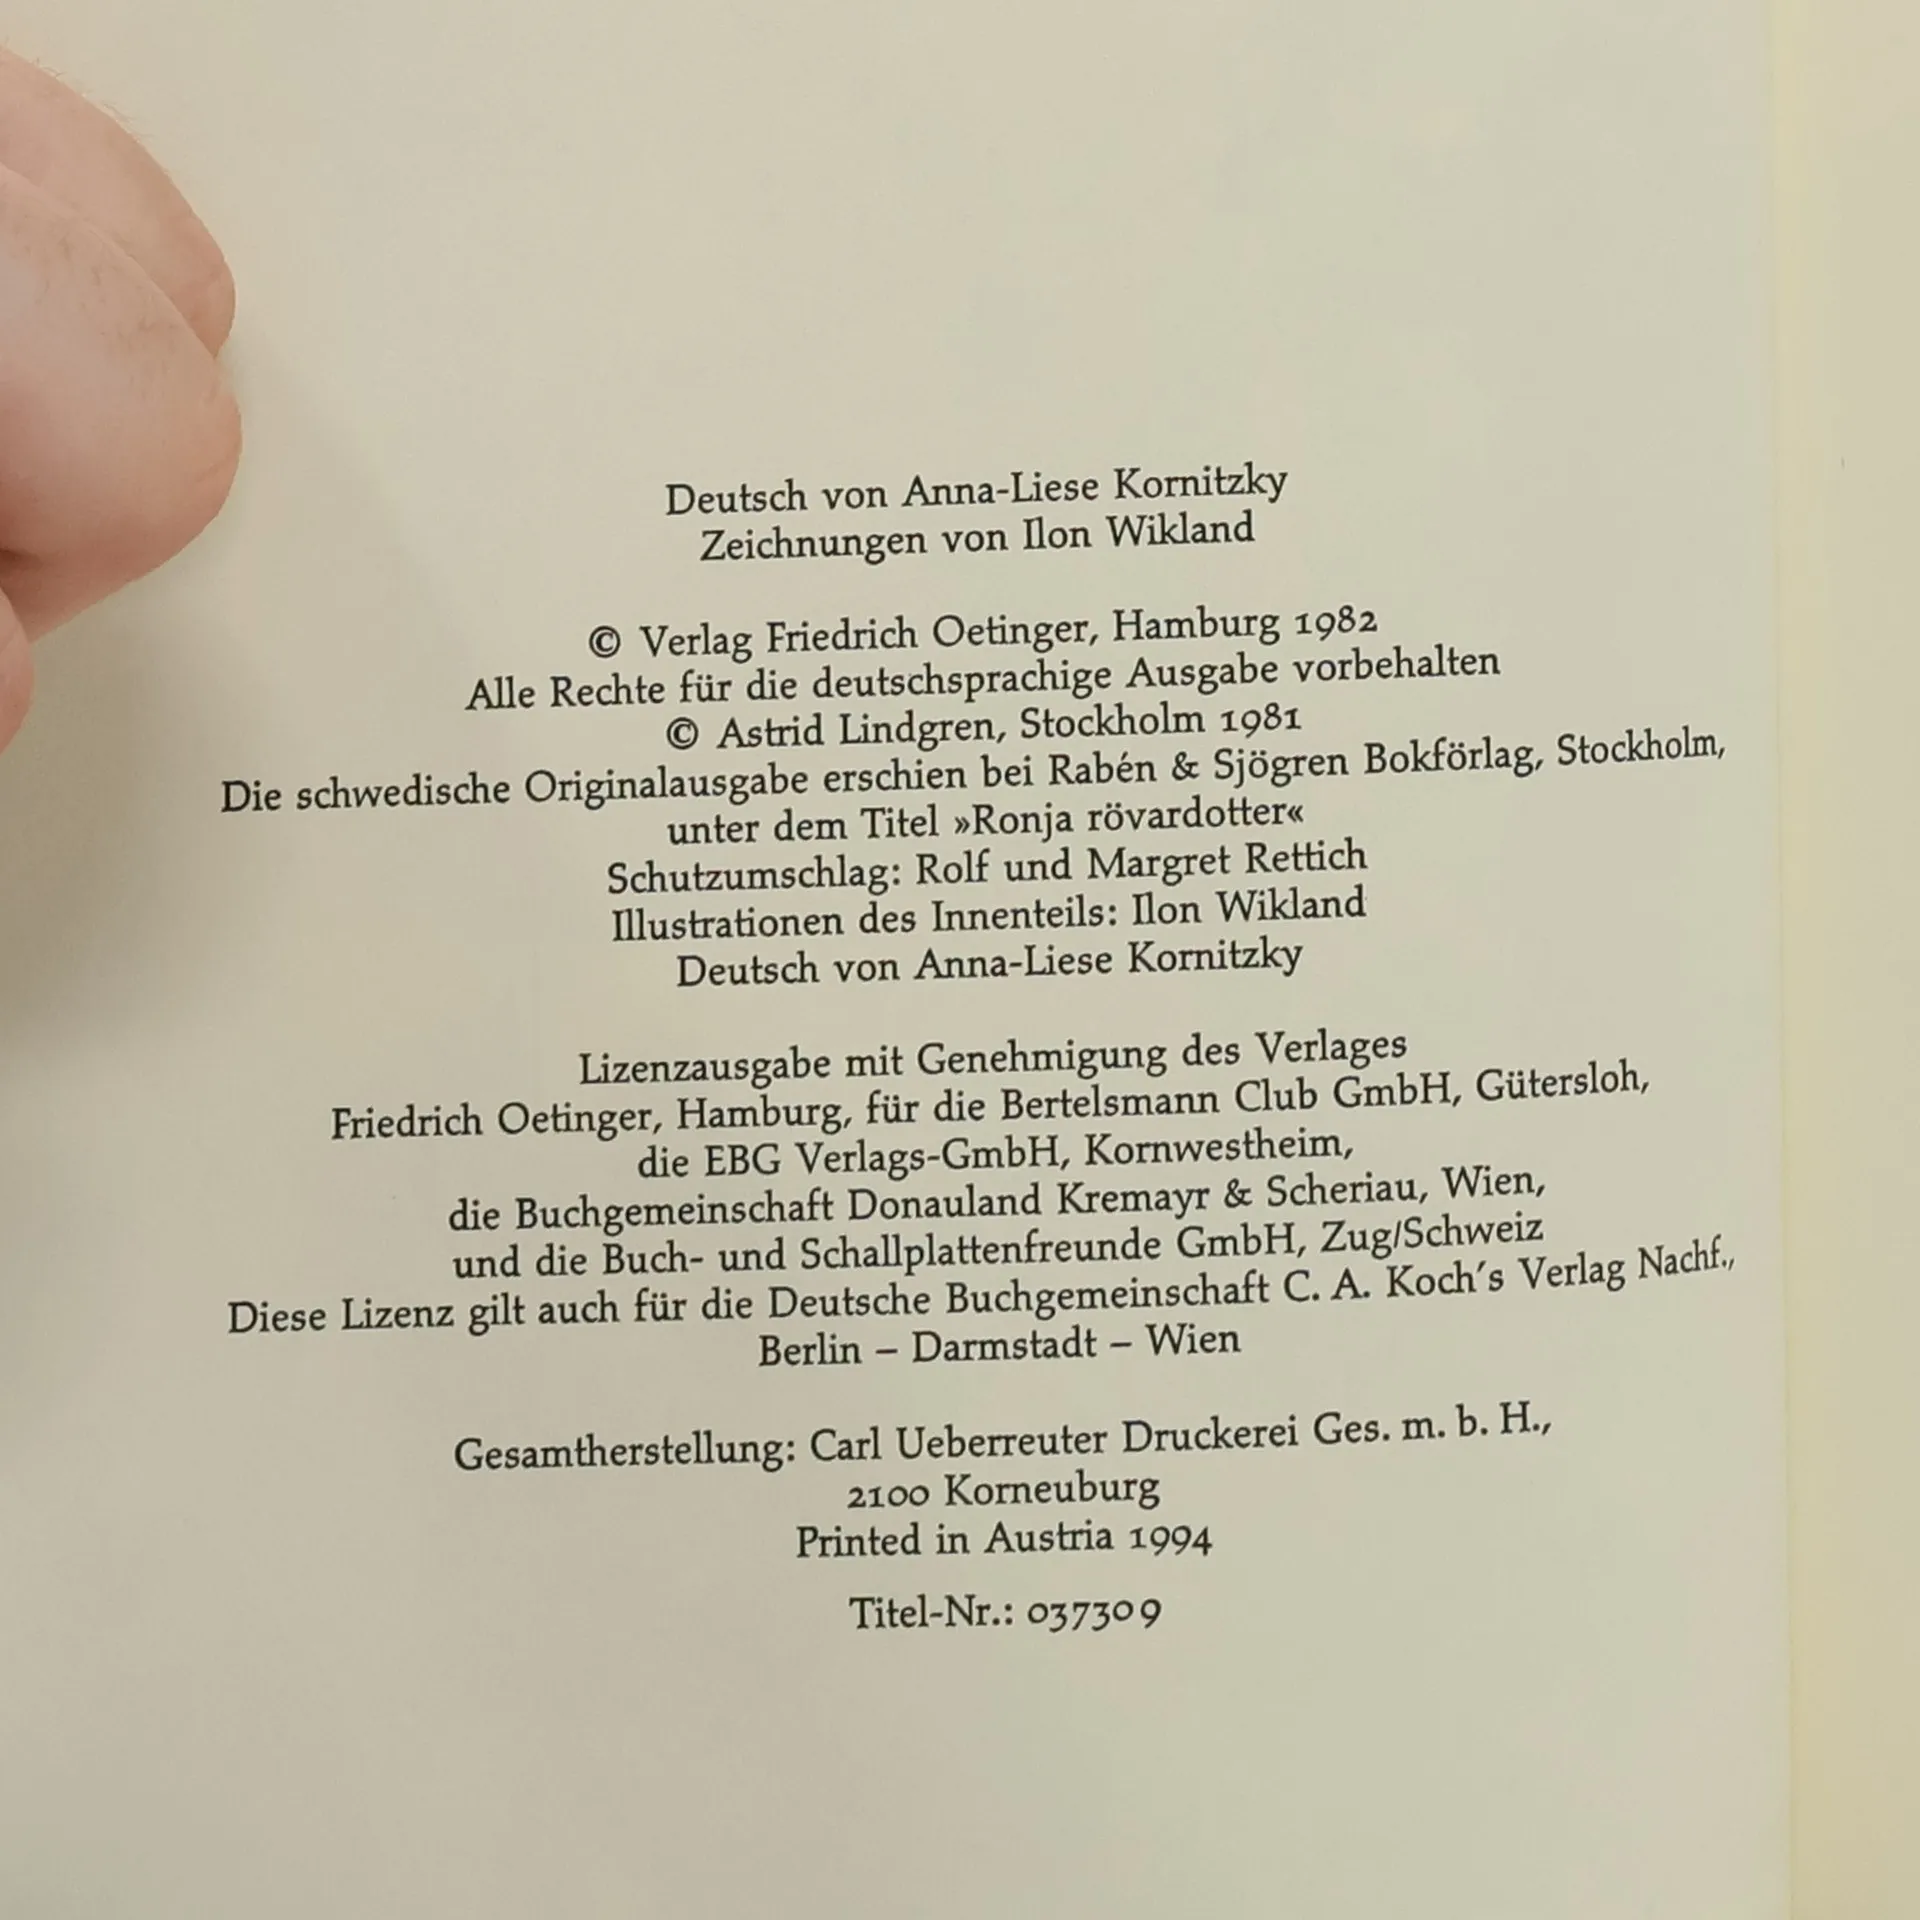 Deutsch von Anna-Liese Kornitzky
Zeichnungen von Ilon Wikland
© Verlag Friedrich Oetinger, Hamburg 1982
Alle Rechte für die deutschsprachige Ausgabe vorbehalten
© Astrid Lindgren, Stockholm 1981
Die schwedische Originalausgabe erschien bei Rabén & Sjögren Bokförlag, Stockholm,
unter dem Titel »Ronja rövardotter«
Schutzumschlag: Rolf und Margret Rettich
Illustrationen des Innenteils: Ilon Wikland
Deutsch von Anna-Liese Kornitzky
Lizenzausgabe mit Genehmigung des Verlages
Friedrich Oetinger, Hamburg, für die Bertelsmann Club GmbH, Gütersloh,
die EBG Verlags-GmbH, Kornwestheim,
die Buchgemeinschaft Donauland Kremayr & Scheriau, Wien,
und die Buch- und Schallplattenfreunde GmbH, Zug/Schweiz
Diese Lizenz gilt auch für die Deutsche Buchgemeinschaft C. A. Koch's Verlag Nachf.,
Berlin – Darmstadt – Wien
Gesamtherstellung: Carl Ueberreuter Druckerei Ges. m. b. H.,
2100 Korneuburg
Printed in Austria 1994
Titel-Nr.: 037309